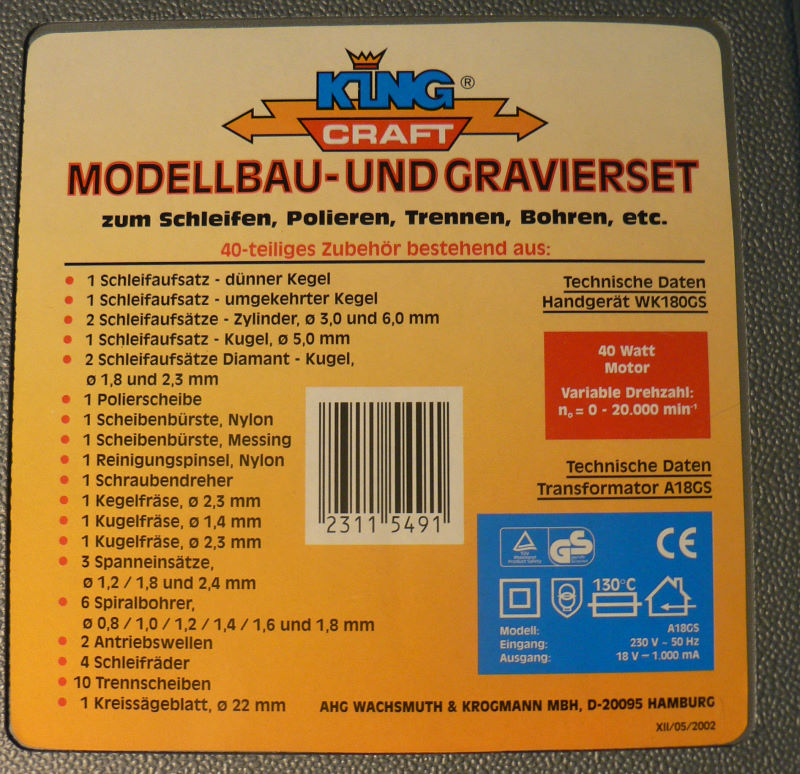 KING®
CRAFT
MODELLBAU-UND GRAVIERSET
zum Schleifen, Polieren, Trennen, Bohren, etc.
40-teiliges Zubehör bestehend aus:
• 1 Schleifaufsatz - dünner Kegel
• 1 Schleifaufsatz - umgekehrter Kegel
• 2 Schleifaufsätze - Zylinder, ø 3,0 und 6,0 mm
• 1 Schleifaufsatz - Kugel, ø 5,0 mm
• 2 Schleifaufsätze Diamant - Kugel,
ø 1,8 und 2,3 mm
• 1 Polierscheibe
• 1 Scheibenbürste, Nylon
• 1 Scheibenbürste, Messing
• 1 Reinigungspinsel, Nylon
• 1 Schraubendreher
• 1 Kegelfräse, ø 2,3 mm
• 1 Kugelfräse, ø 1,4 mm
• 1 Kugelfräse, ø 2,3 mm
• 3 Spanneinsätze,
ø 1,2 / 1,8 und 2,4 mm
• 6 Spiralbohrer,
ø 0,8 / 1,0 / 1,2 / 1,4 / 1,6 und 1,8 mm
• 2 Antriebswellen
• 4 Schleifräder
• 10 Trennscheiben
• 1 Kreissägeblatt, ø 22 mm
2311 5491
Technische Daten
Handgerät WK180GS
40 Watt
Motor
Variable Drehzahl:
n₀ = 0 - 20.000 min⁻¹
Technische Daten
Transformator A18GS
TÜV
Product Safety
GS
geprüfte
Sicherheit
CE
130°C
Modell: A18GS
Eingang: 230 V ~ 50 Hz
Ausgang: 18 V ⎓ 1.000 mA
AHG WACHSMUTH & KROGMANN MBH, D-20095 HAMBURG
XII/05/2002